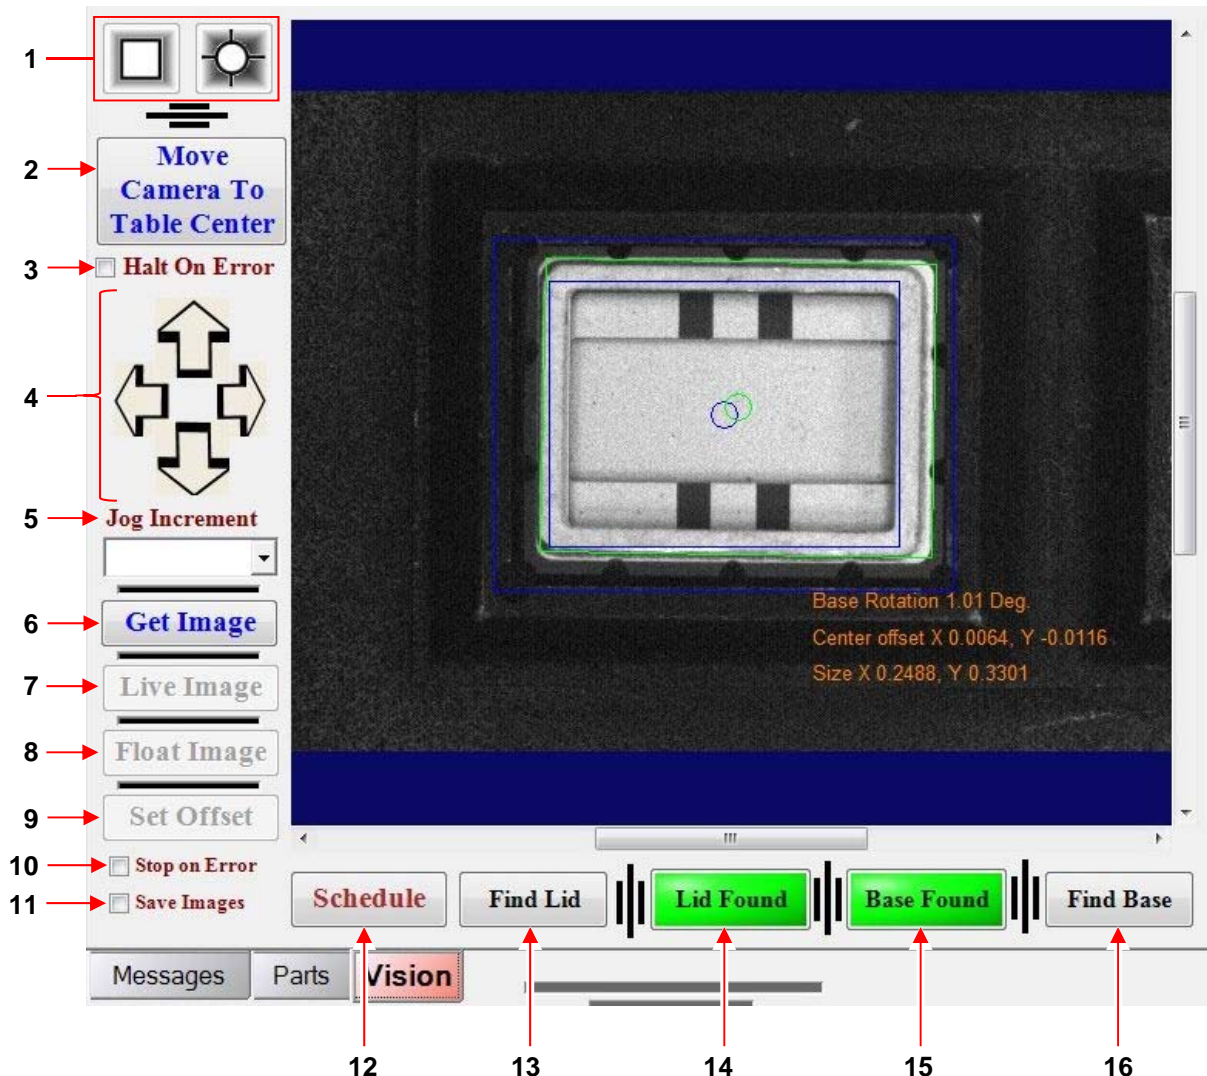 1
2
Move
Camera To
Table Center
3
Halt On Error
4
5
Jog Increment
6
Get Image
7
Live Image
8
Float Image
9
Set Offset
10
Stop on Error
11
Save Images
Base Rotation 1.01 Deg.
Center offset X 0.0064, Y -0.0116
Size X 0.2488, Y 0.3301
Schedule
Find Lid
Lid Found
Base Found
Find Base
Messages
Parts
Vision
12
13
14
15
16